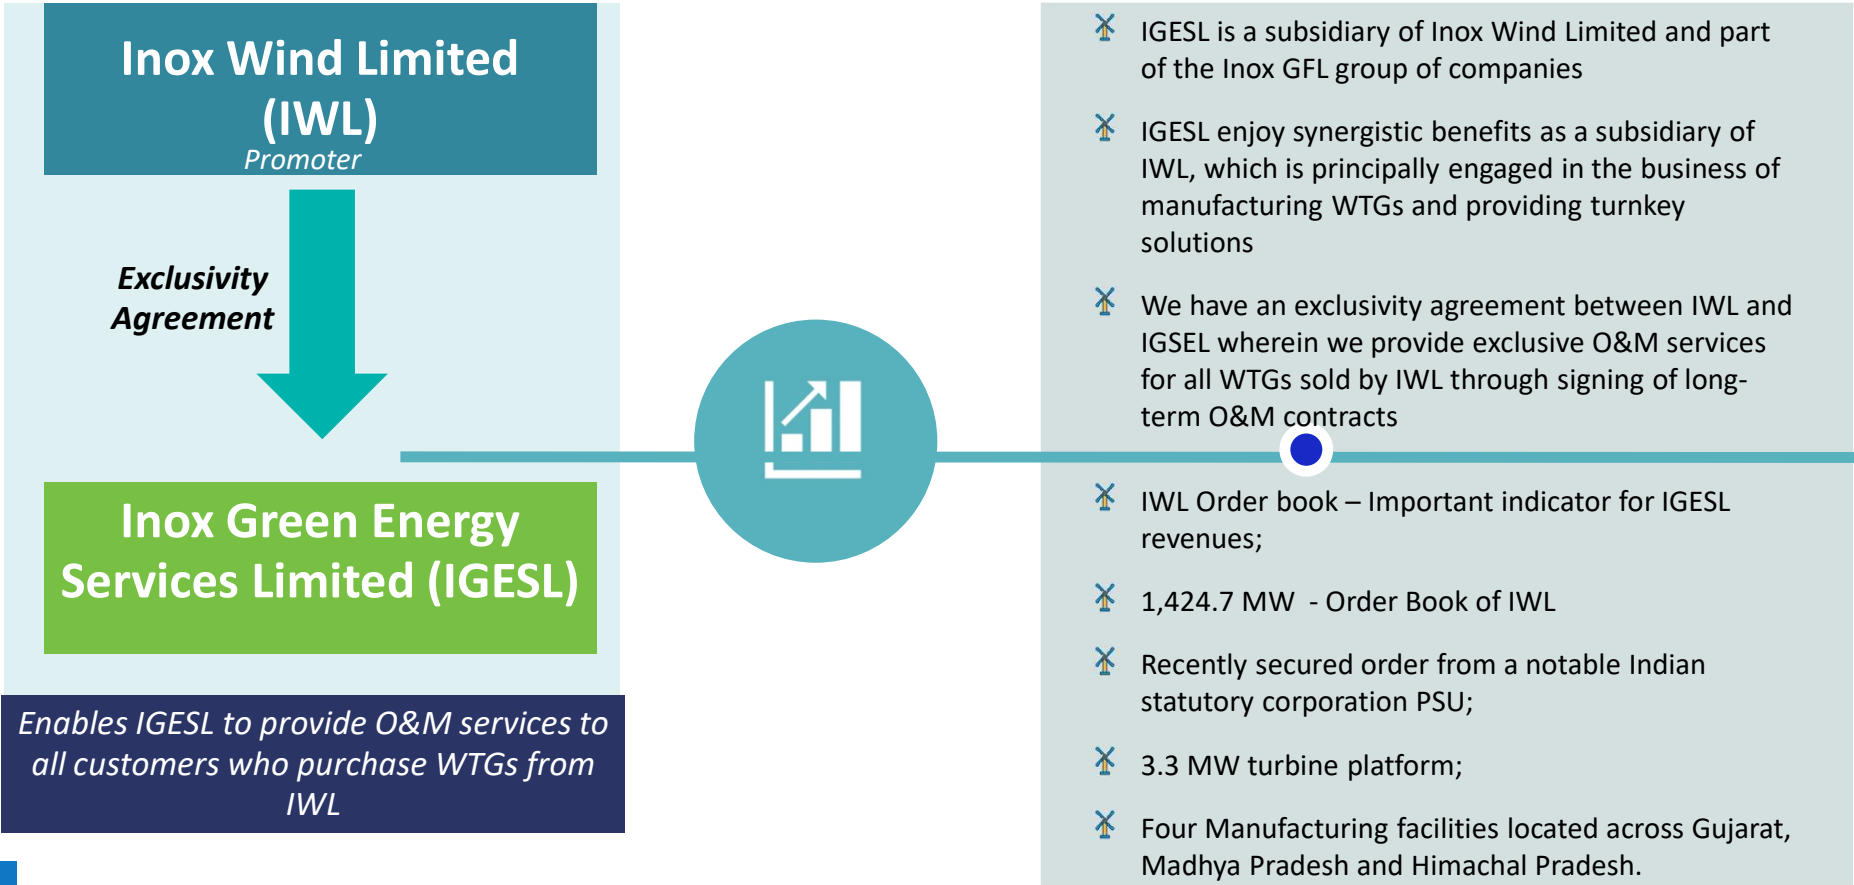 Inox Wind Limited
(IWL)
Promoter
Exclusivity
Agreement
Inox Green Energy
Services Limited (IGESL)
Enables IGESL to provide O&M services to
all customers who purchase WTGs from
IWL
IGESL is a subsidiary of Inox Wind Limited and part
of the Inox GFL group of companies
IGESL enjoy synergistic benefits as a subsidiary of
IWL, which is principally engaged in the business of
manufacturing WTGs and providing turnkey
solutions
We have an exclusivity agreement between IWL and
IGSEL wherein we provide exclusive O&M services
for all WTGs sold by IWL through signing of long-
term O&M contracts
IWL Order book – Important indicator for IGESL
revenues;
1,424.7 MW  - Order Book of IWL
Recently secured order from a notable Indian
statutory corporation PSU;
3.3 MW turbine platform;
Four Manufacturing facilities located across Gujarat,
Madhya Pradesh and Himachal Pradesh.